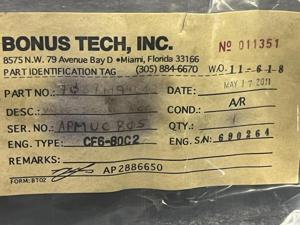 BONUS TECH, INC.
8575 N.W. 79 Avenue Bay D • Miami, Florida 33166
PART IDENTIFICATION TAG (305) 884-6670
Nº 011351
W/O 11-618
PART NO.:
DATE: MAY 17 2011
DESC.:
COND.: A/R
SER. NO.: APMUC805
QTY.: 1
ENG. TYPE: CF6-80C2
ENG. S/N: 690264
REMARKS:
AP2886650
FORM: BT02